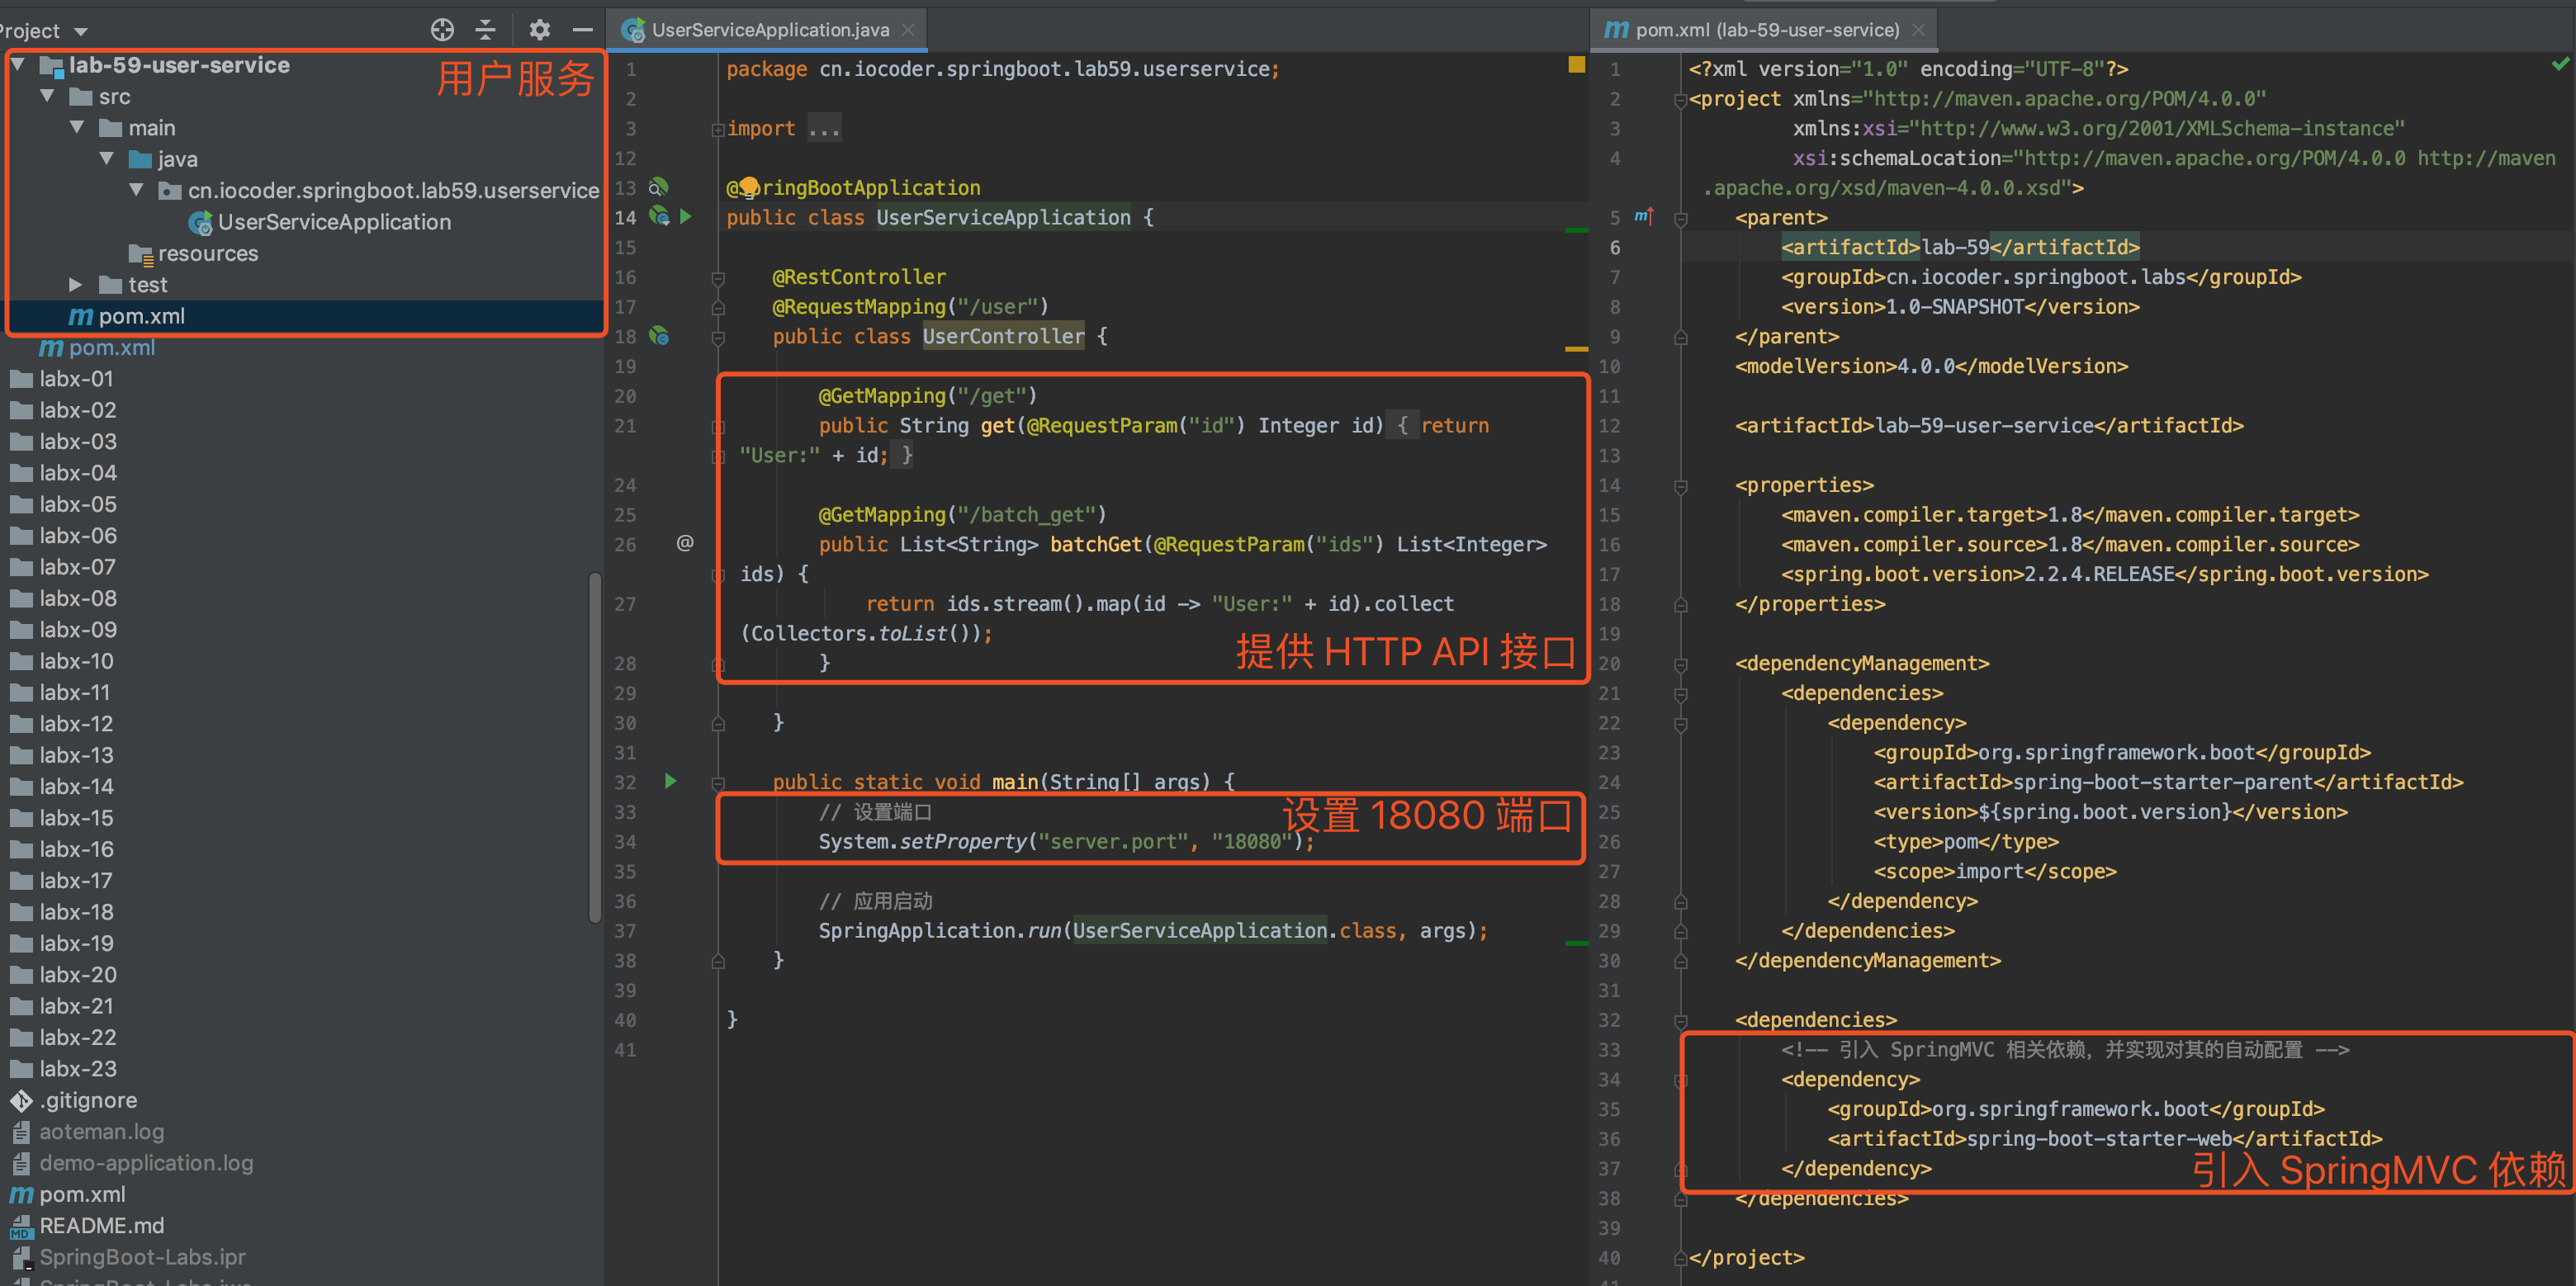 Project
lab-59-user-service
用户服务
src
main
java
cn.iocoder.springboot.lab59.userservice
UserServiceApplication
resources
test
pom.xml
pom.xml
labx-01
labx-02
labx-03
labx-04
labx-05
labx-06
labx-07
labx-08
labx-09
labx-10
labx-11
labx-12
labx-13
labx-14
labx-15
labx-16
labx-17
labx-18
labx-19
labx-20
labx-21
labx-22
labx-23
.gitignore
aoteman.log
demo-application.log
pom.xml
README.md
SpringBoot-Labs.ipr
SpringBoot-Labs.iws
UserServiceApplication.java
1 package cn.iocoder.springboot.lab59.userservice;
2
3 import ...
12
13 @SpringBootApplication
14 public class UserServiceApplication {
15
16 @RestController
17 @RequestMapping("/user")
18 public class UserController {
19
20 @GetMapping("/get")
21 public String get(@RequestParam("id") Integer id) { return
"User:" + id; }
24
25 @GetMapping("/batch_get")
26 @ public List<String> batchGet(@RequestParam("ids") List<Integer>
ids) {
27 return ids.stream().map(id -> "User:" + id).collect
(Collectors.toList());
提供 HTTP API 接口
28 }
29
30 }
31
32 public static void main(String[] args) {
33 // 设置端口
设置 18080 端口
34 System.setProperty("server.port", "18080");
35
36 // 应用启动
37 SpringApplication.run(UserServiceApplication.class, args);
38 }
39
40 }
41
pom.xml (lab-59-user-service)
1 <?xml version="1.0" encoding="UTF-8"?>
2 <project xmlns="http://maven.apache.org/POM/4.0.0"
3 xmlns:xsi="http://www.w3.org/2001/XMLSchema-instance"
4 xsi:schemaLocation="http://maven.apache.org/POM/4.0.0 http://maven
.apache.org/xsd/maven-4.0.0.xsd">
5 <parent>
6 <artifactId>lab-59</artifactId>
7 <groupId>cn.iocoder.springboot.labs</groupId>
8 <version>1.0-SNAPSHOT</version>
9 </parent>
10 <modelVersion>4.0.0</modelVersion>
11
12 <artifactId>lab-59-user-service</artifactId>
13
14 <properties>
15 <maven.compiler.target>1.8</maven.compiler.target>
16 <maven.compiler.source>1.8</maven.compiler.source>
17 <spring.boot.version>2.2.4.RELEASE</spring.boot.version>
18 </properties>
19
20 <dependencyManagement>
21 <dependencies>
22 <dependency>
23 <groupId>org.springframework.boot</groupId>
24 <artifactId>spring-boot-starter-parent</artifactId>
25 <version>${spring.boot.version}</version>
26 <type>pom</type>
27 <scope>import</scope>
28 </dependency>
29 </dependencies>
30 </dependencyManagement>
31
32 <dependencies>
33 <!-- 引入 SpringMVC 相关依赖，并实现对其的自动配置 -->
34 <dependency>
35 <groupId>org.springframework.boot</groupId>
36 <artifactId>spring-boot-starter-web</artifactId>
37 </dependency>
引入 SpringMVC 依赖
38 </dependencies>
39
40 </project>
41